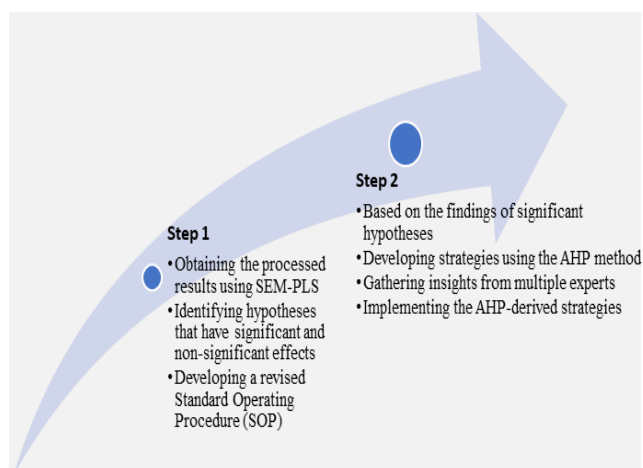 Step 1
•Obtaining the processed
results using SEM-PLS
•Identifying hypotheses
that have significant and
non-significant effects
•Developing a revised
Standard Operating
Procedure (SOP)
Step 2
•Based on the findings of significant
hypotheses
•Developing strategies using the AHP method
•Gathering insights from multiple experts
•Implementing the AHP-derived strategies